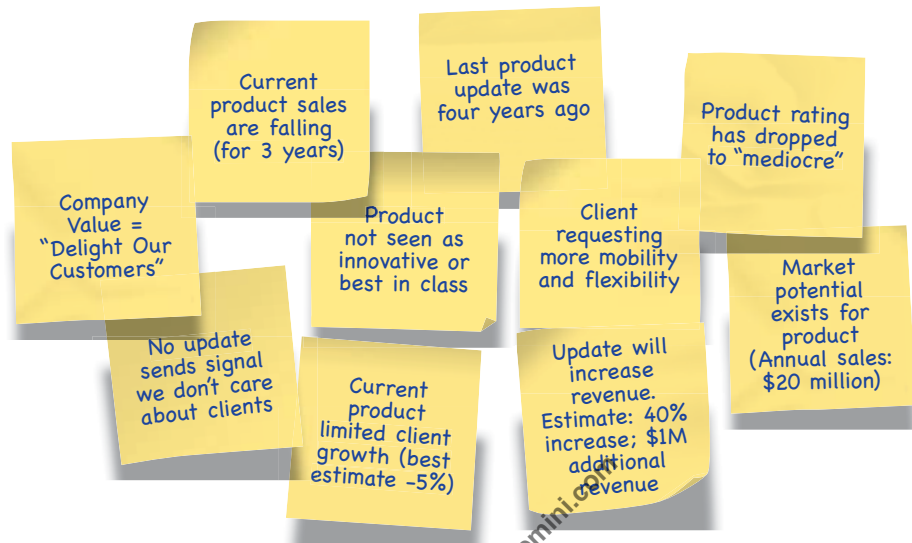 Current
product sales
are falling
(for 3 years)
Last product
update was
four years ago
Product rating
has dropped
to “mediocre”
Company
Value =
“Delight Our
Customers”
Product
not seen as
innovative or
best in class
Client
requesting
more mobility
and flexibility
Market
potential
exists for
product
(Annual sales:
$20 million)
No update
sends signal
we don’t care
about clients
Current
product
limited client
growth (best
estimate -5%)
Update will
increase
revenue.
Estimate: 40%
increase; $1M
additional
revenue
omini.com